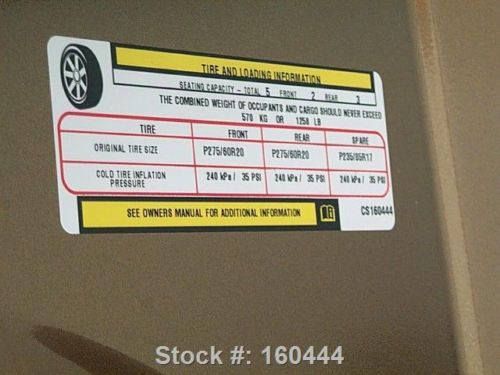 TIRE AND LOADING INFORMATION
SEATING CAPACITY - TOTAL 5 FRONT 2 REAR 3
THE COMBINED WEIGHT OF OCCUPANTS AND CARGO SHOULD NEVER EXCEED
570 KG OR 1258 LB
TIRE FRONT REAR SPARE
ORIGINAL TIRE SIZE P275/60R20 P275/60R20 P235/85R17
COLD TIRE INFLATION PRESSURE 240 kPa / 35 PSI 240 kPa / 35 PSI 240 kPa / 35 PSI
SEE OWNERS MANUAL FOR ADDITIONAL INFORMATION CS160444
Stock #: 160444